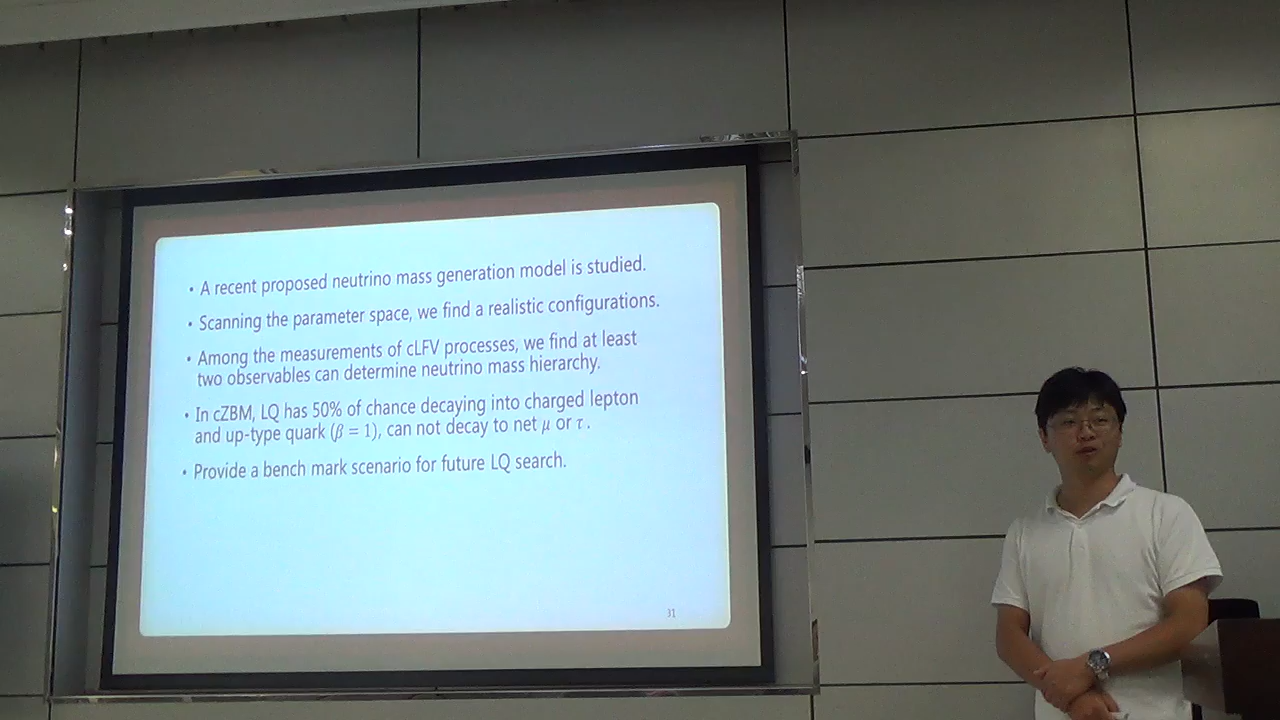 • A recent proposed neutrino mass generation model is studied.
• Scanning the parameter space, we find a realistic configurations.
• Among the measurements of cLFV processes, we find at least
two observables can determine neutrino mass hierarchy.
• In cZBM, LQ has 50% of chance decaying into charged lepton
and up-type quark (β = 1), can not decay to net μ or τ.
• Provide a bench mark scenario for future LQ search.
31